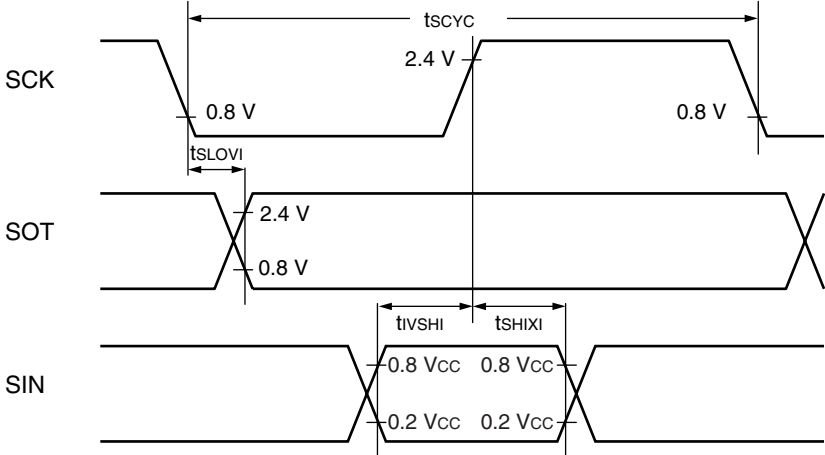 tSCYC
SCK
2.4 V
0.8 V
0.8 V
tSLOVI
SOT
2.4 V
0.8 V
tIVSHI
tSHIXI
SIN
0.8 VCC
0.8 VCC
0.2 VCC
0.2 VCC